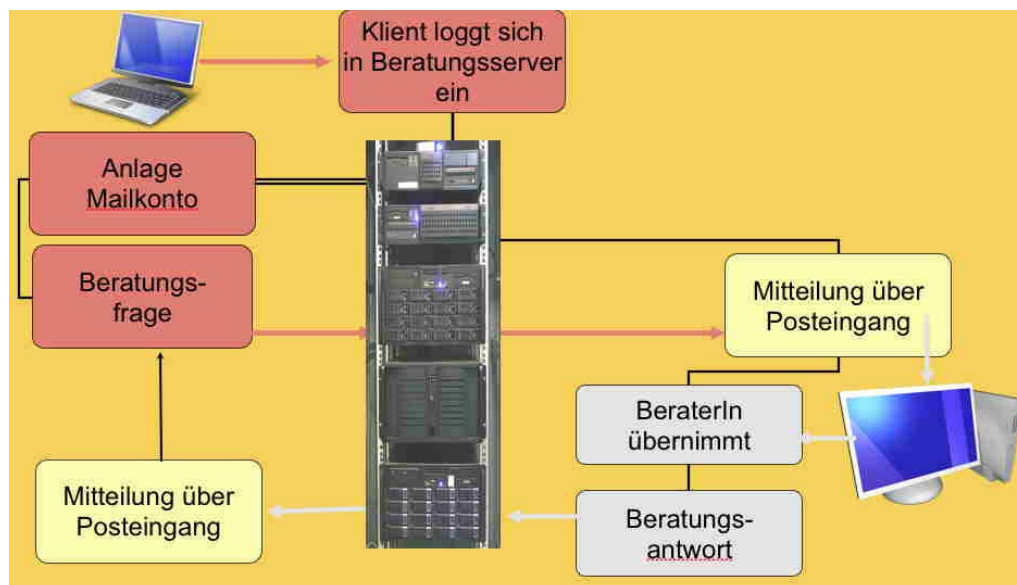 Klient loggt sich
in Beratungsserver
ein
Anlage
Mailkonto
Beratungs-
frage
Mitteilung über
Posteingang
BeraterIn
übernimmt
Mitteilung über
Posteingang
Beratungs-
antwort